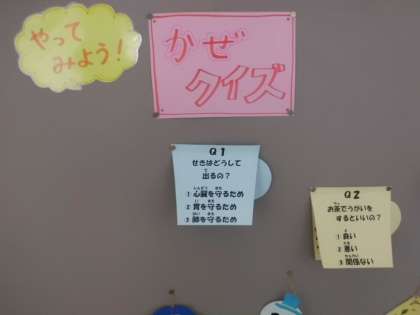 やって
みよう!
かぜ
クイズ
Q1
せきはどうして
出るの?
① 心臓を守るため
② 胃を守るため
③ 肺を守るため
Q2
お茶でうがいを
するといいの?
① 良い
② 悪い
③ 関係ない